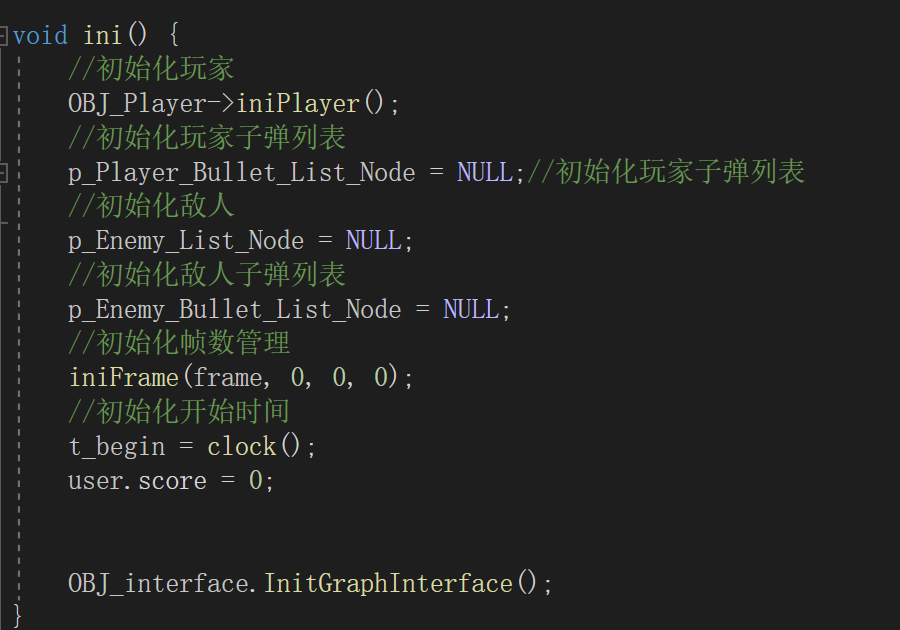 void ini() {
//初始化玩家
OBJ_Player->iniPlayer();
//初始化玩家子弹列表
p_Player_Bullet_List_Node = NULL;//初始化玩家子弹列表
//初始化敌人
p_Enemy_List_Node = NULL;
//初始化敌人子弹列表
p_Enemy_Bullet_List_Node = NULL;
//初始化帧数管理
iniFrame(frame, 0, 0, 0);
//初始化开始时间
t_begin = clock();
user.score = 0;
OBJ_interface.InitGraphInterface();
}